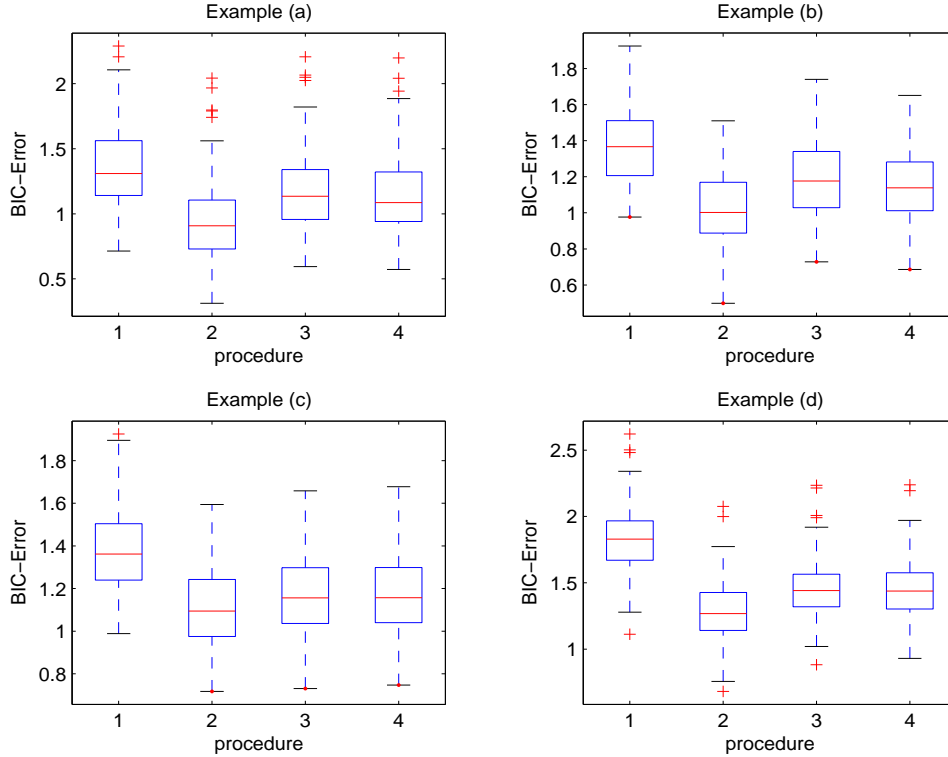 Example (a)
2
1.5
1
0.5
BIC−Error
1 2 3 4
procedure
Example (b)
1.8
1.6
1.4
1.2
1
0.8
0.6
BIC−Error
1 2 3 4
procedure
Example (c)
1.8
1.6
1.4
1.2
1
0.8
BIC−Error
1 2 3 4
procedure
Example (d)
2.5
2
1.5
1
BIC−Error
1 2 3 4
procedure